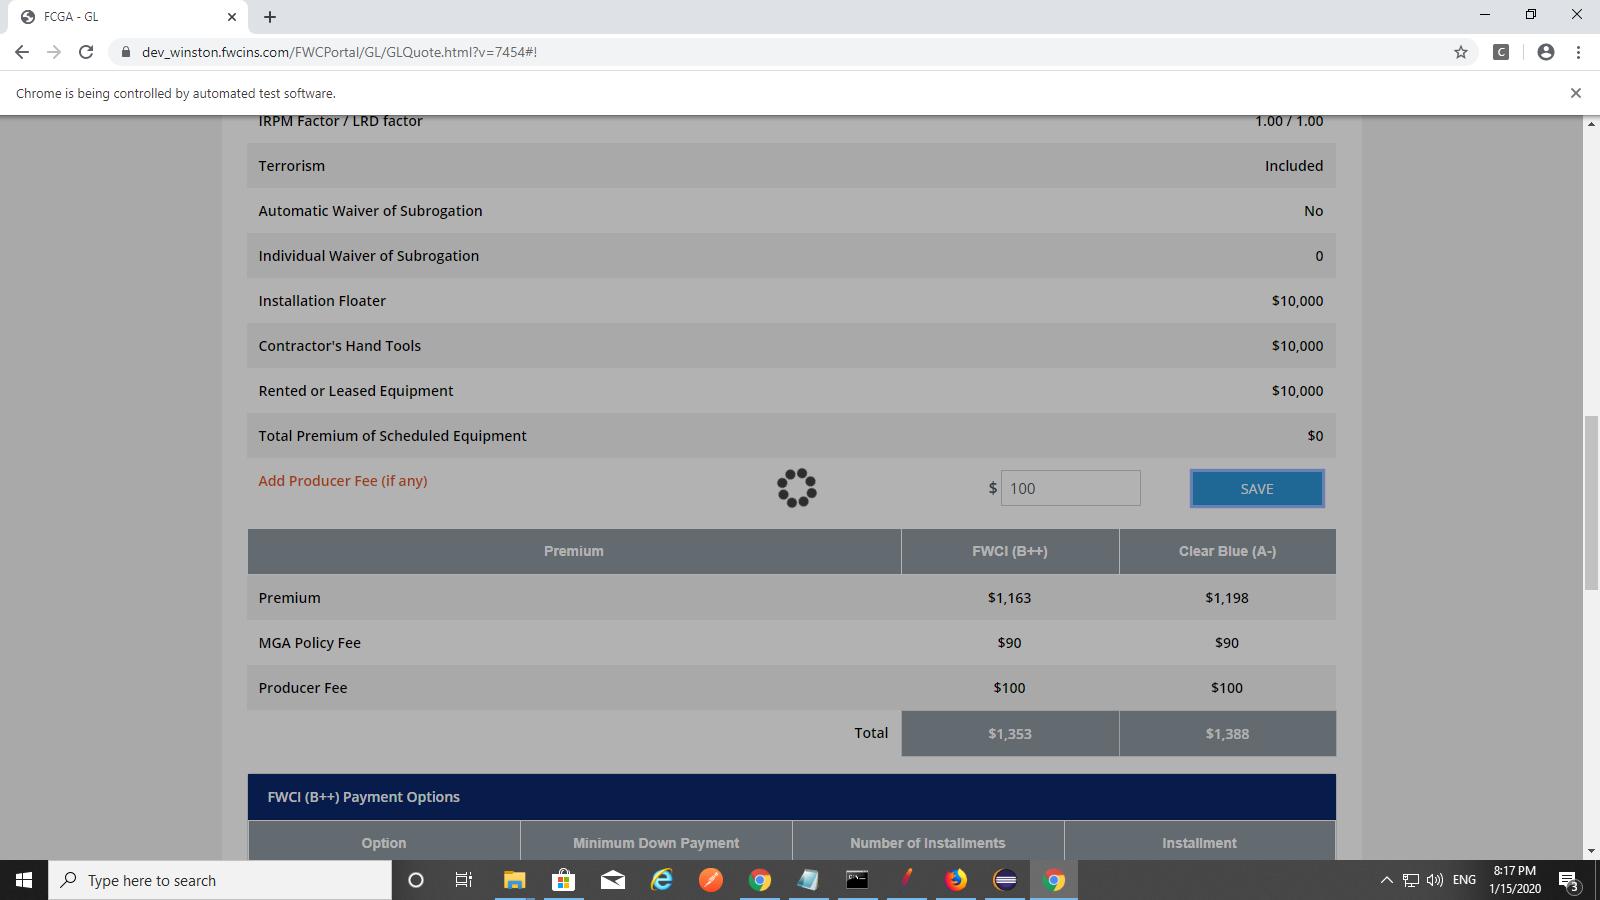 FCGA - GL
dev_winston.fwcins.com/FWCPortal/GL/GLQuote.html?v=7454#!
C
Chrome is being controlled by automated test software.
IRPM Factor / LRD factor 1.00 / 1.00
Terrorism Included
Automatic Waiver of Subrogation No
Individual Waiver of Subrogation 0
Installation Floater $10,000
Contractor's Hand Tools $10,000
Rented or Leased Equipment $10,000
Total Premium of Scheduled Equipment $0
Add Producer Fee (if any) $ 100 SAVE
Premium FWCI (B++) Clear Blue (A-)
Premium $1,163 $1,198
MGA Policy Fee $90 $90
Producer Fee $100 $100
Total $1,353 $1,388
FWCI (B++) Payment Options
Option Minimum Down Payment Number of Installments Installment
Type here to search
ENG
8:17 PM
1/15/2020
3